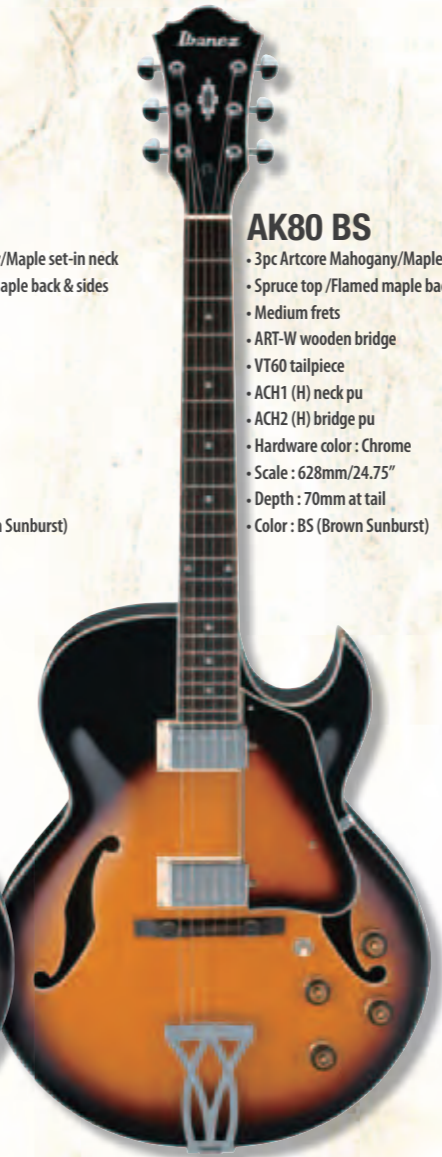 Ibanez
/Maple set-in neck
aple back & sides
Sunburst)
AK80 BS
• 3pc Artcore Mahogany/Maple
• Spruce top /Flamed maple ba
• Medium frets
• ART-W wooden bridge
• VT60 tailpiece
• ACH1 (H) neck pu
• ACH2 (H) bridge pu
• Hardware color : Chrome
• Scale : 628mm/24.75”
• Depth : 70mm at tail
• Color : BS (Brown Sunburst)